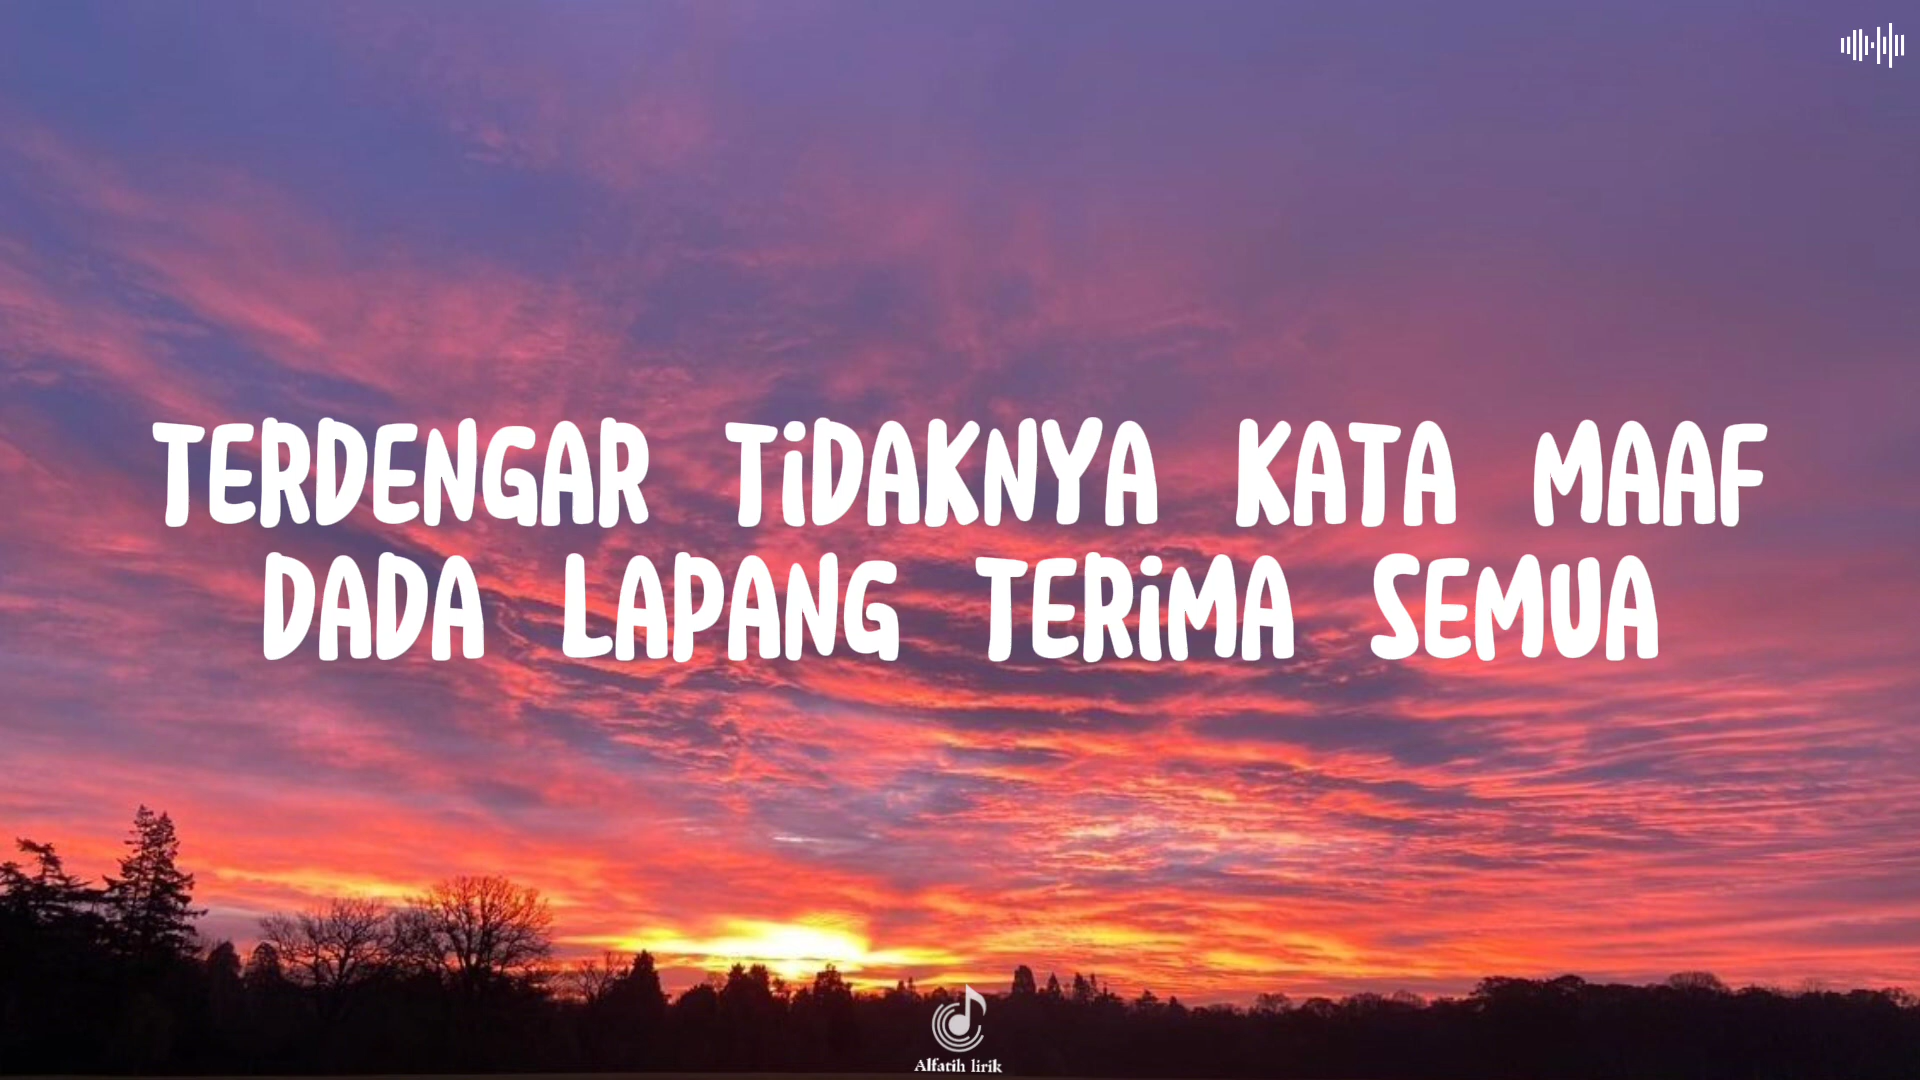 TERDENGAR TiDAKNYA KATA MAAF
DADA LAPANG TERiMA SEMUA
Alfatih lirik